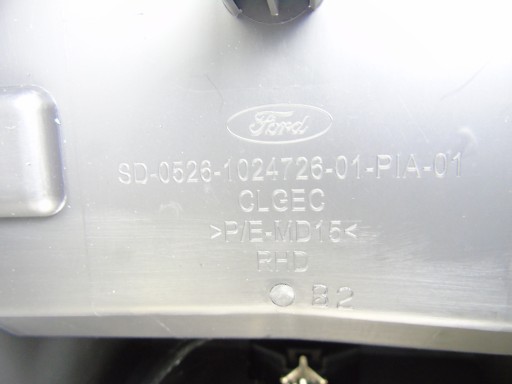 Ford
SD-0526-1024726-01-PIA-01
CLGEC
>P/E-MD15<
RHD
B2